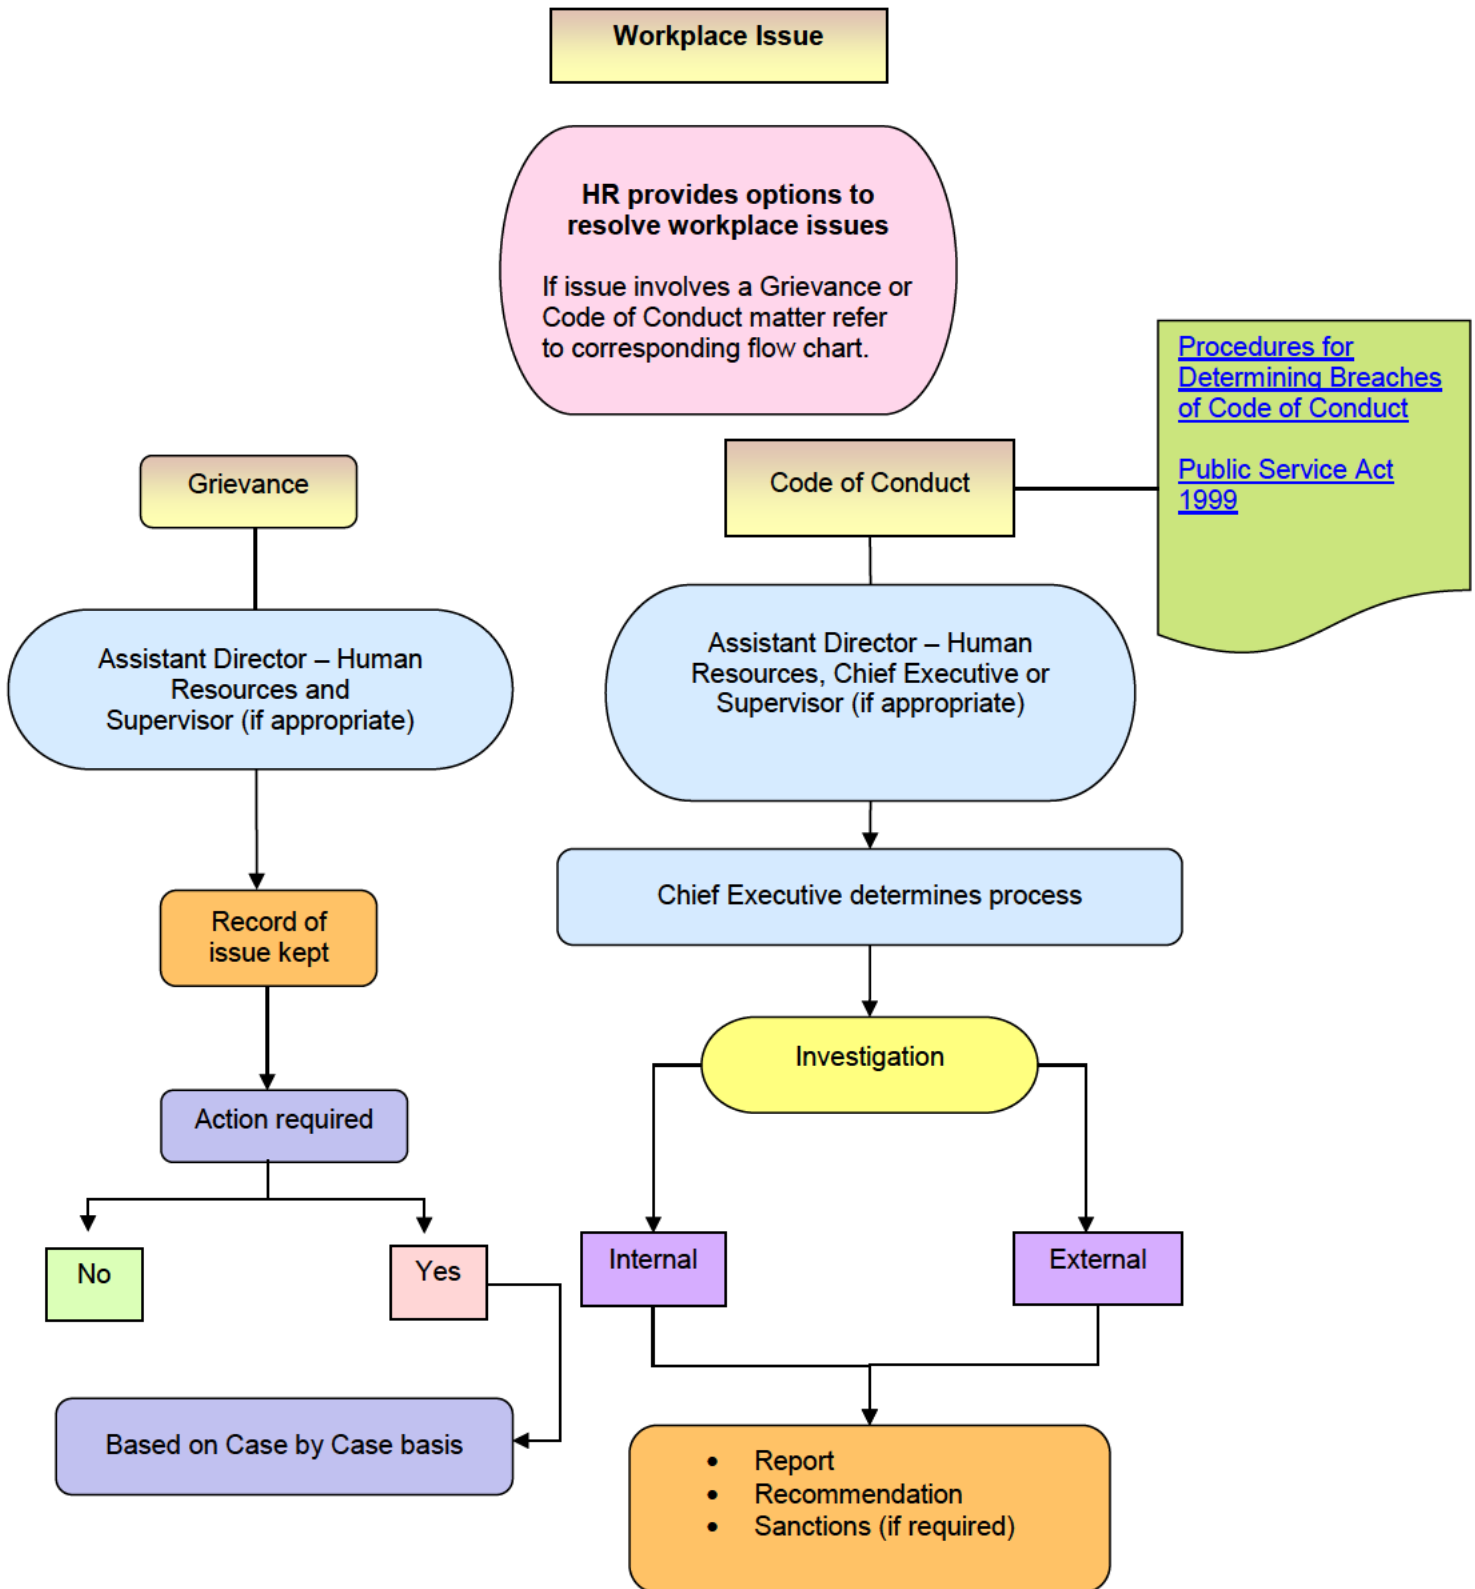 Workplace Issue
HR provides options to
resolve workplace issues
If issue involves a Grievance or
Code of Conduct matter refer
to corresponding flow chart.
Procedures for
Determining Breaches
of Code of Conduct
Public Service Act
1999
Grievance
Code of Conduct
Assistant Director – Human
Resources and
Supervisor (if appropriate)
Assistant Director – Human
Resources, Chief Executive or
Supervisor (if appropriate)
Record of
issue kept
Chief Executive determines process
Action required
Investigation
No
Yes
Internal
External
Based on Case by Case basis
• Report
• Recommendation
• Sanctions (if required)